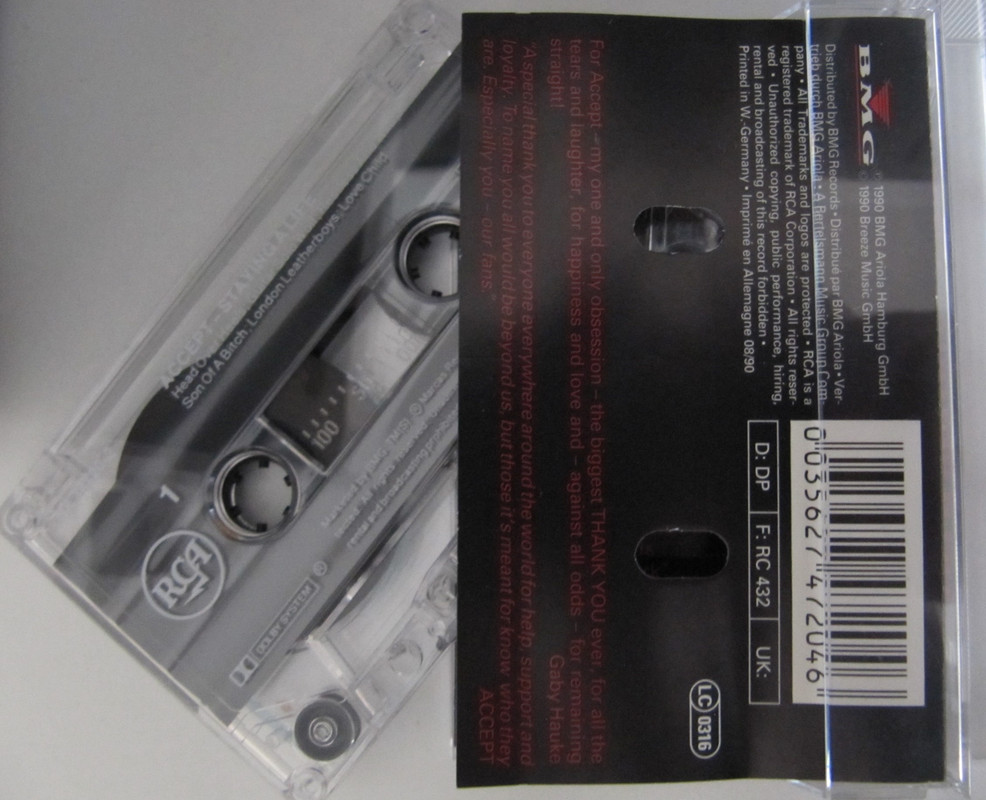 BMG
℗ 1990 BMG Ariola Hamburg GmbH
© 1990 Breeze Music GmbH
Distributed by BMG Records • Distribué par BMG Ariola • Ver-
trieb durch BMG Ariola • A Bertelsmann Music Group Com-
pany • All Trademarks and logos are protected • RCA is a
registered trademark of RCA Corporation • All rights reser-
ved • Unauthorized copying, public performance, hiring,
rental and broadcasting of this record forbidden •
Printed in W.-Germany • Imprimé en Allemagne 08/90
0"035627"472046"
D: DP F: RC 432 UK:
LC 0316
For Accept – my one and only obsession – the biggest THANK YOU ever, for all the
tears and laughter, for happiness and love and – against all odds – for remaining
straight! Gaby Hauke
"A special thank you to everyone everywhere around the world for help, support and
loyalty. To name you all would be beyond us, but those it's meant for know who they
are. Especially you – our fans." ACCEPT
ACCEPT – STAYING A
Head
Son Of A Bitch, London Leatherboys, Love Child
1
100
RCA
DOLBY SYSTEM ®
rental and broadcasting